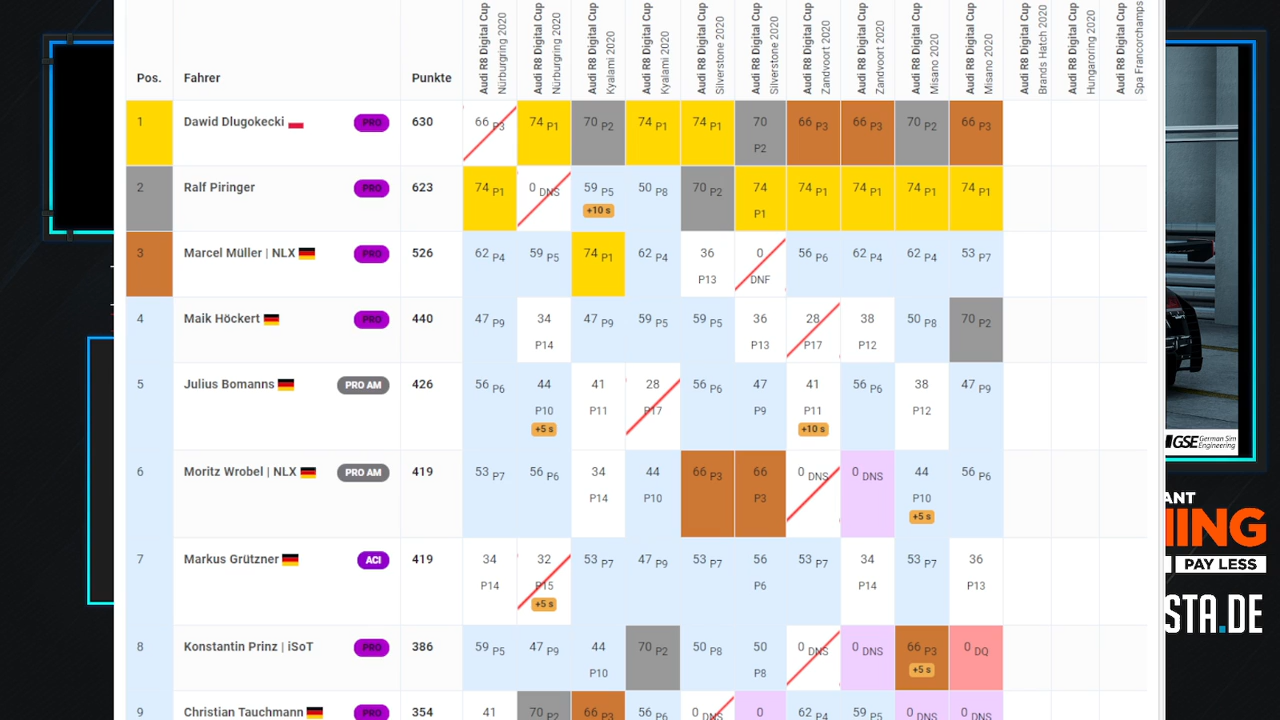 Pos. Fahrer Punkte Audi R8 Digital Cup Nürburgring 2020 Audi R8 Digital Cup Nürburgring 2020 Audi R8 Digital Cup Kyalami 2020 Audi R8 Digital Cup Kyalami 2020 Audi R8 Digital Cup Silverstone 2020 Audi R8 Digital Cup Silverstone 2020 Audi R8 Digital Cup Zandvoort 2020 Audi R8 Digital Cup Zandvoort 2020 Audi R8 Digital Cup Misano 2020 Audi R8 Digital Cup Misano 2020 Audi R8 Digital Cup Brands Hatch 2020 Audi R8 Digital Cup Hungaroring 2020 Audi R8 Digital Cup Spa Francorchamps
1 Dawid Dlugokecki PRO 630 66 P3 74 P1 70 P2 74 P1 74 P1 70 P2 66 P3 66 P3 70 P2 66 P3
2 Ralf Piringer PRO 623 74 P1 0 DNS 59 P5 +10 s 50 P8 70 P2 74 P1 74 P1 74 P1 74 P1 74 P1
3 Marcel Müller | NLX PRO 526 62 P4 59 P5 74 P1 62 P4 36 P13 0 DNF 56 P6 62 P4 62 P4 53 P7
4 Maik Höckert PRO 440 47 P9 34 P14 47 P9 59 P5 59 P5 36 P13 28 P17 38 P12 50 P8 70 P2
5 Julius Bomanns PRO AM 426 56 P6 44 P10 +5 s 41 P11 28 P17 56 P6 47 P9 41 P11 +10 s 56 P6 38 P12 47 P9
6 Moritz Wrobel | NLX PRO AM 419 53 P7 56 P6 34 P14 44 P10 66 P3 66 P3 0 DNS 0 DNS 44 P10 +5 s 56 P6
7 Markus Grützner ACI 419 34 P14 32 P15 +5 s 53 P7 47 P9 53 P7 56 P6 53 P7 34 P14 53 P7 36 P13
8 Konstantin Prinz | iSoT PRO 386 59 P5 47 P9 44 P10 70 P2 50 P8 50 P8 0 DNS 0 DNS 66 P3 +5 s 0 DQ
9 Christian Tauchmann PRO 354 41 70 P2 66 P3 56 P6 0 DNS 0 62 P4 59 P5 0 DNS 0 DNS
GSE German Sim
Engineering
ANT
ING
PAY LESS
STA.DE